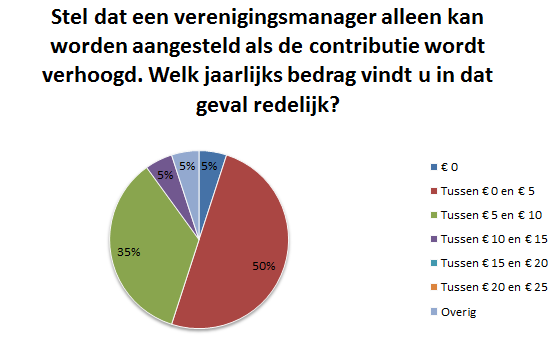 Stel dat een verenigingsmanager alleen kan
worden aangesteld als de contributie wordt
verhoogd. Welk jaarlijks bedrag vindt u in dat
geval redelijk?
5%
5%
5%
35%
50%
€ 0
Tussen € 0 en € 5
Tussen € 5 en € 10
Tussen € 10 en € 15
Tussen € 15 en € 20
Tussen € 20 en € 25
Overig